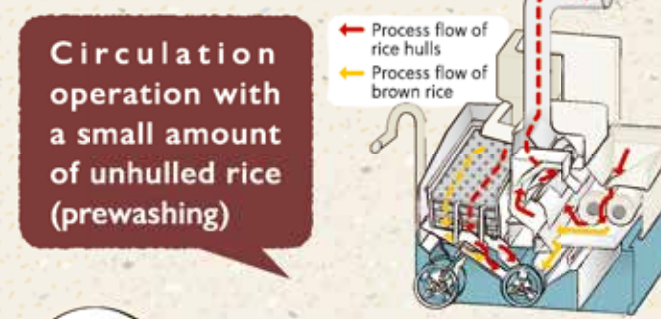 Circulation
operation with
a small amount
of unhulled rice
(prewashing)
Process flow of
rice hulls
Process flow of
brown rice